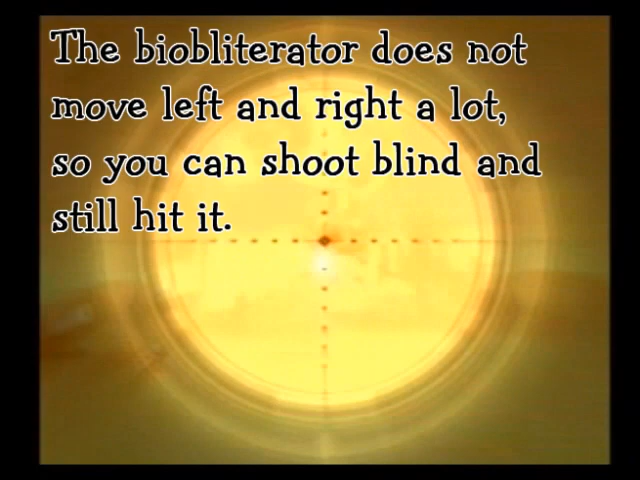 The biobliterator does not
move left and right a lot,
so you can shoot blind and
still hit it.